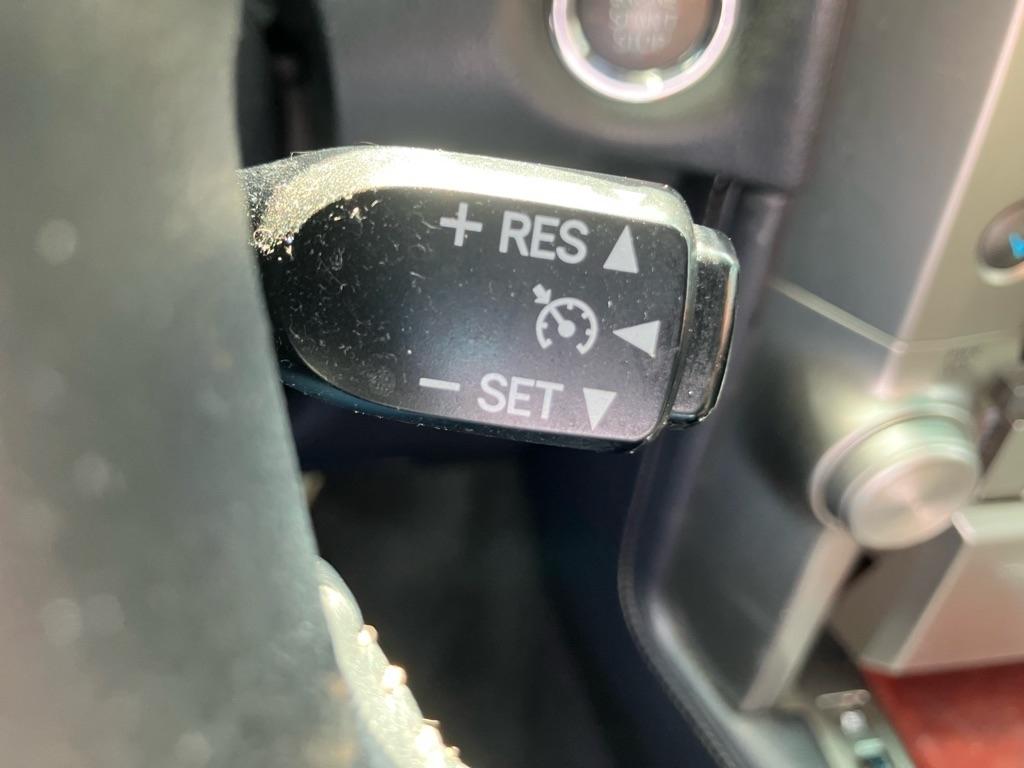 + RES
− SET